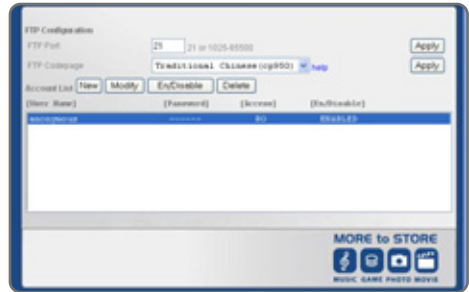 FTP Configuration
FTP Port 21 21 or 1025-65500 Apply
FTP Codepage Traditional Chinese(cp950) help Apply
Account List New Modify En/Disable Delete
(User Name) (Password) (Access) (En/Disable)
anonymous ------ RO ENABLED
MORE to STORE
MUSIC GAME PHOTO MOVIE